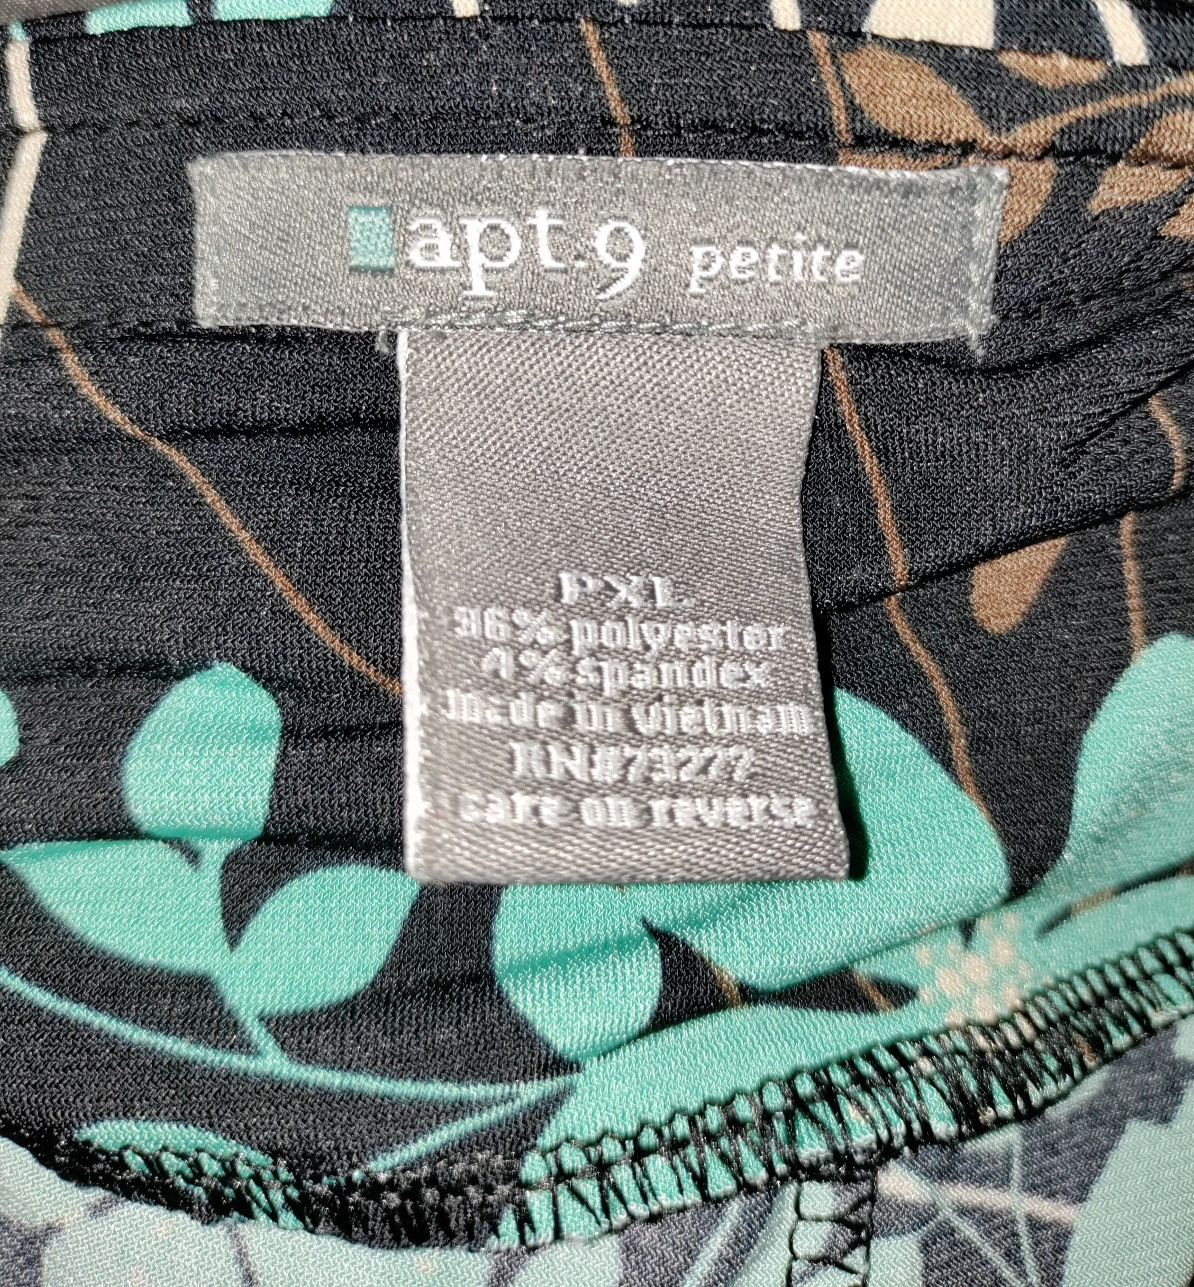 apt.9 petite
PXL
96% polyester
4% spandex
Made in vietnam
RN#73277
care on reverse